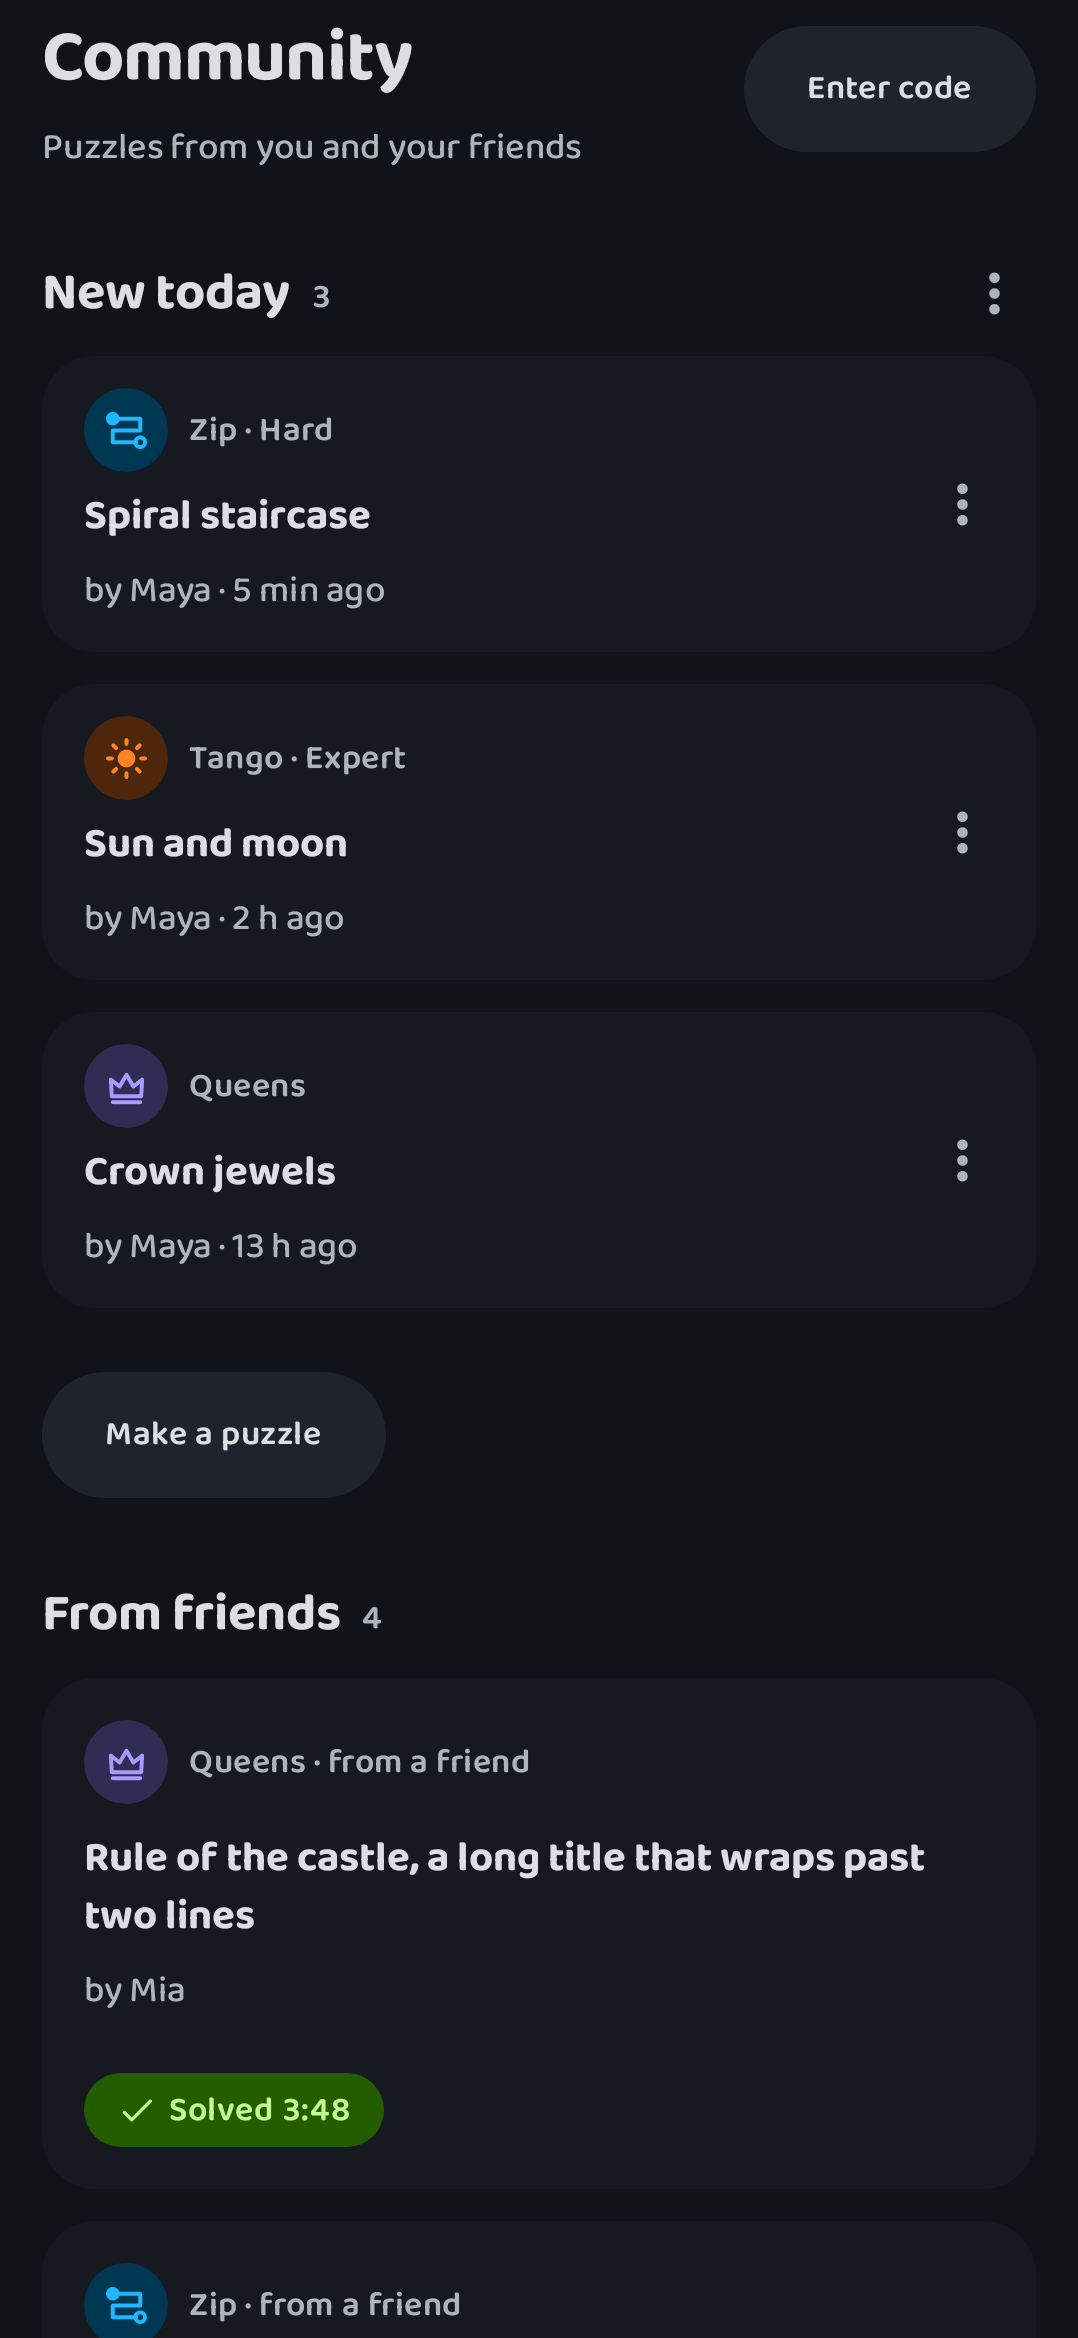 Community
Enter code
Puzzles from you and your friends
New today 3
Zip · Hard
Spiral staircase
by Maya · 5 min ago
Tango · Expert
Sun and moon
by Maya · 2 h ago
Queens
Crown jewels
by Maya · 13 h ago
Make a puzzle
From friends 4
Queens · from a friend
Rule of the castle, a long title that wraps past
two lines
by Mia
Solved 3:48
Zip · from a friend